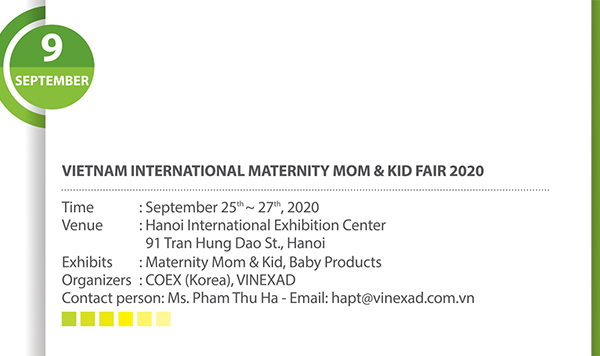 9
SEPTEMBER
VIETNAM INTERNATIONAL MATERNITY MOM & KID FAIR 2020
Time : September 25th ~ 27th, 2020
Venue : Hanoi International Exhibition Center
91 Tran Hung Dao St., Hanoi
Exhibits : Maternity Mom & Kid, Baby Products
Organizers : COEX (Korea), VINEXAD
Contact person: Ms. Pham Thu Ha - Email: hapt@vinexad.com.vn